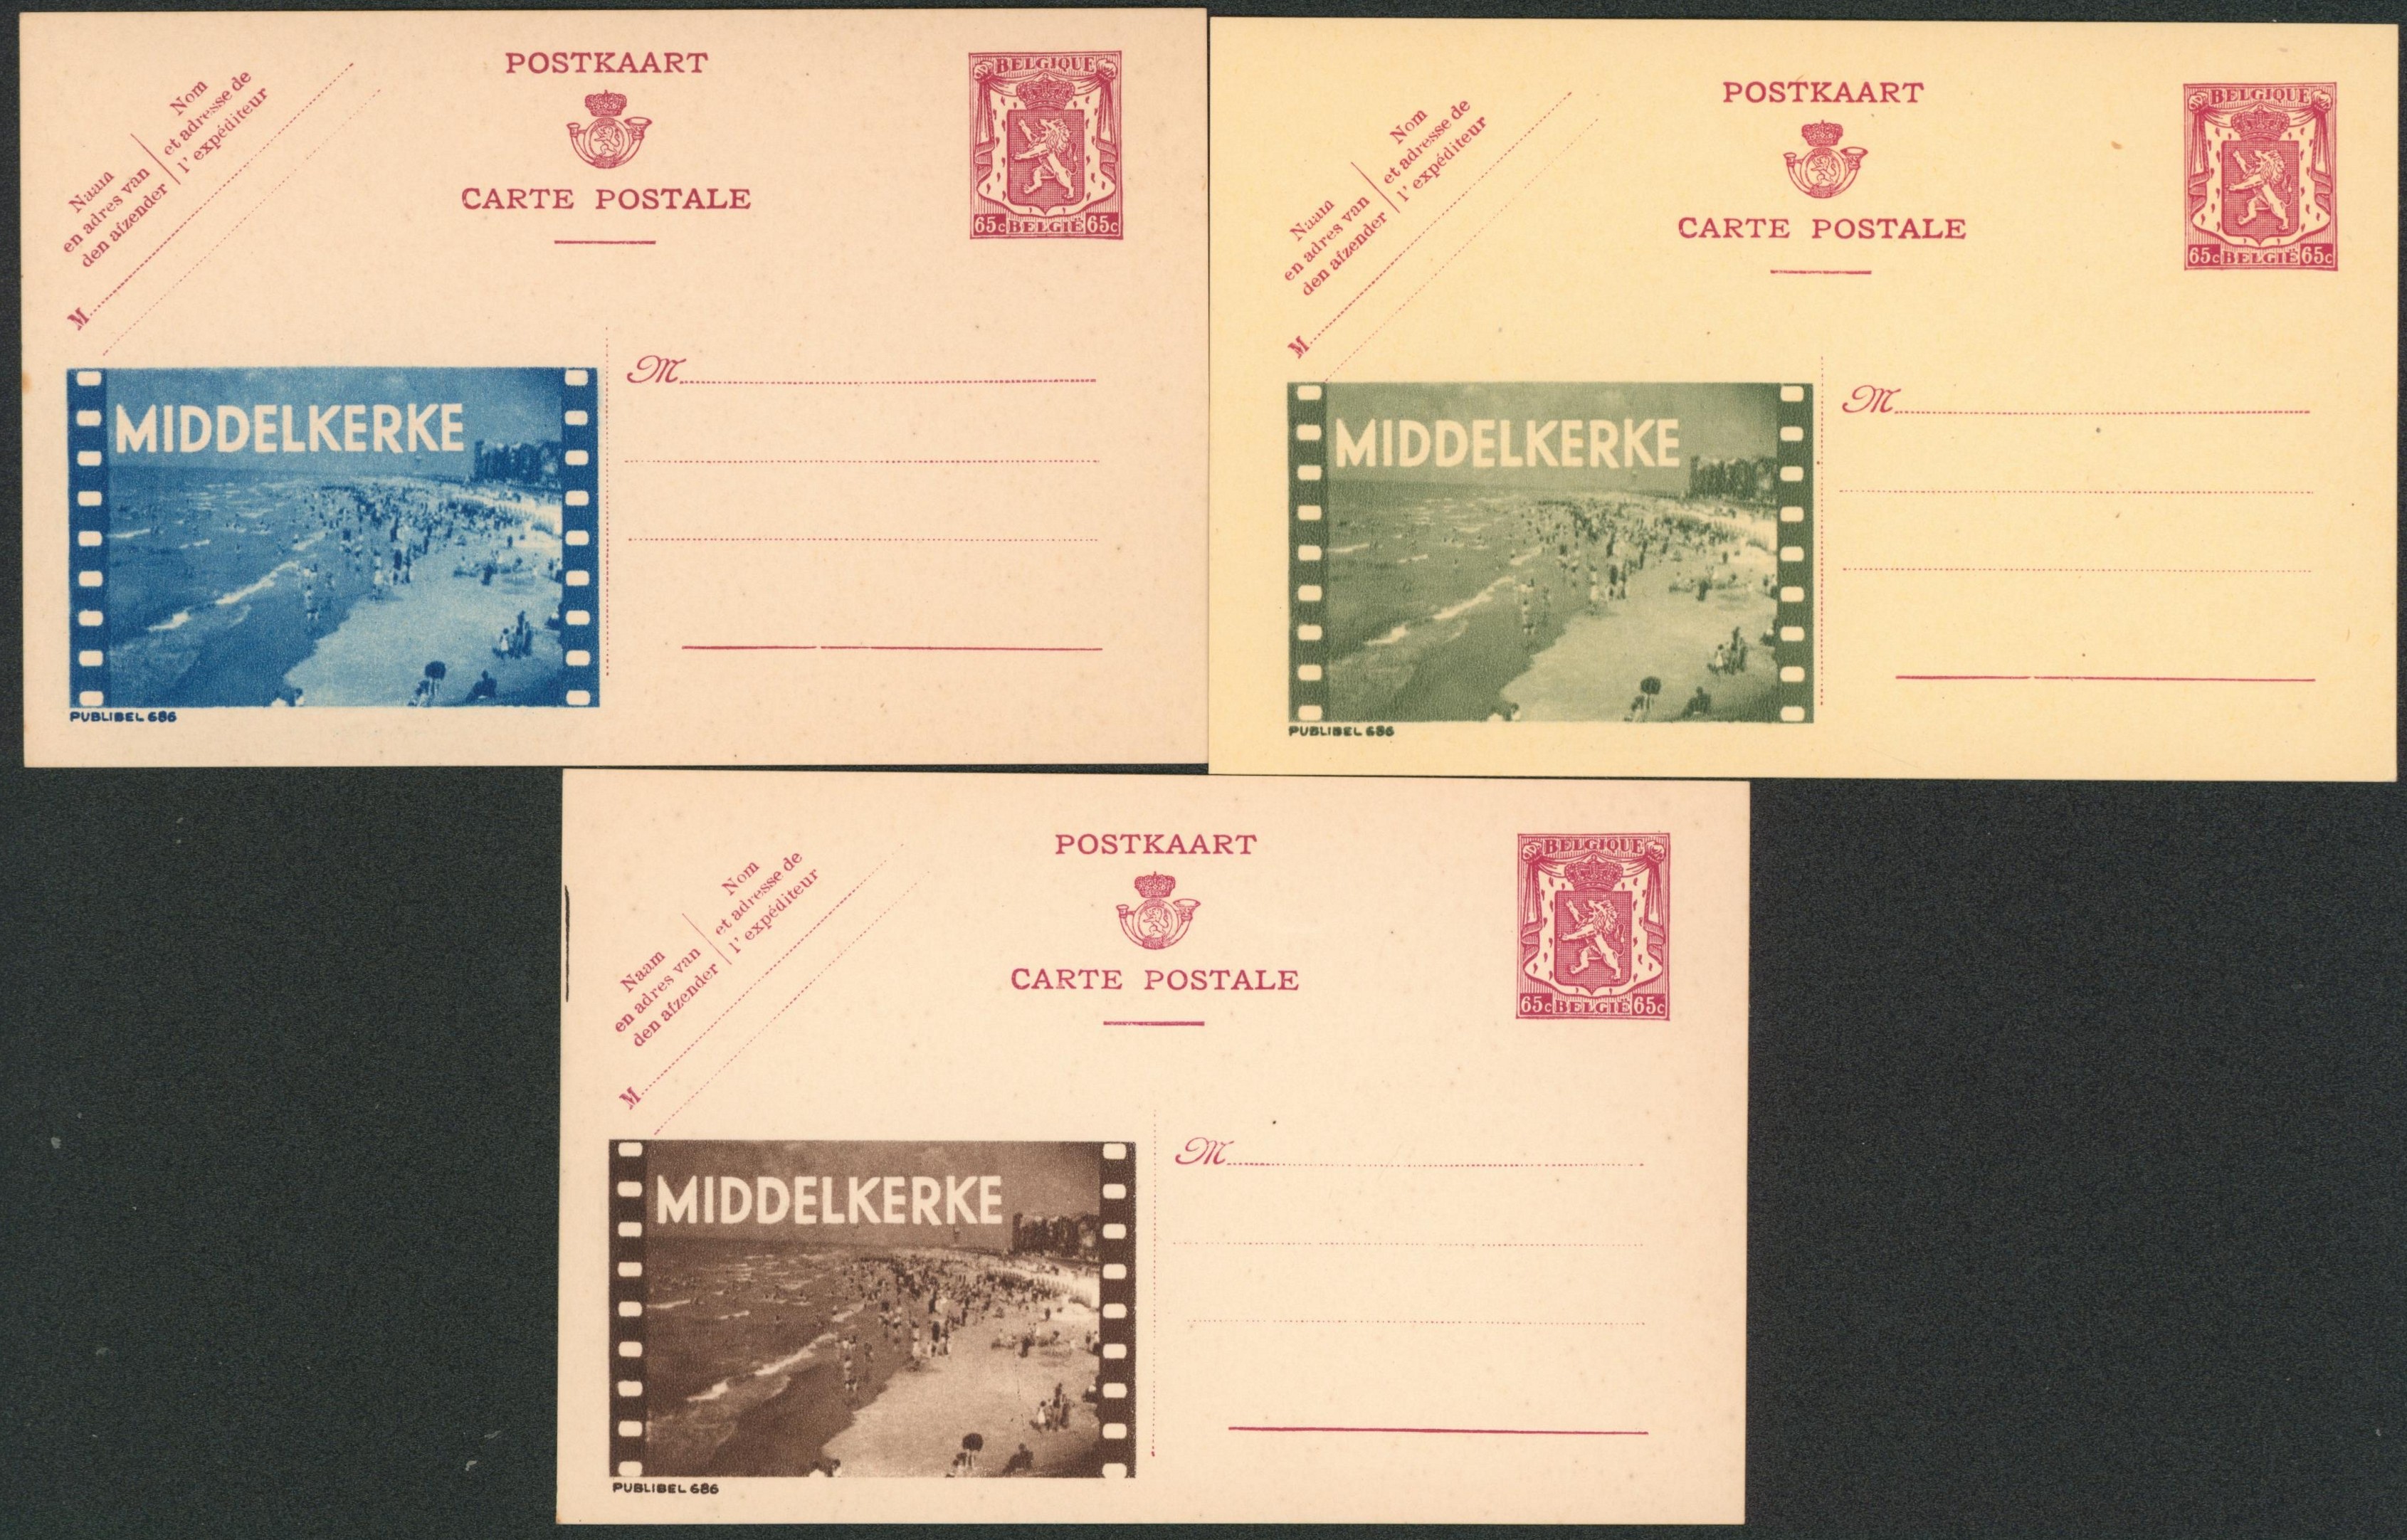 POSTKAART
CARTE POSTALE
Naam
en adres van
den afzender
Nom
et adresse de
l' expéditeur
M
BELGIQUE
65c BELGIË 65c
MIDDELKERKE
PUBLIBEL 686
M
POSTKAART
CARTE POSTALE
Naam
en adres van
den afzender
Nom
et adresse de
l' expéditeur
M
BELGIQUE
65c BELGIË 65c
MIDDELKERKE
PUBLIBEL 686
M
POSTKAART
CARTE POSTALE
Naam
en adres van
den afzender
Nom
et adresse de
l' expéditeur
M
BELGIQUE
65c BELGIË 65c
MIDDELKERKE
PUBLIBEL 686
M